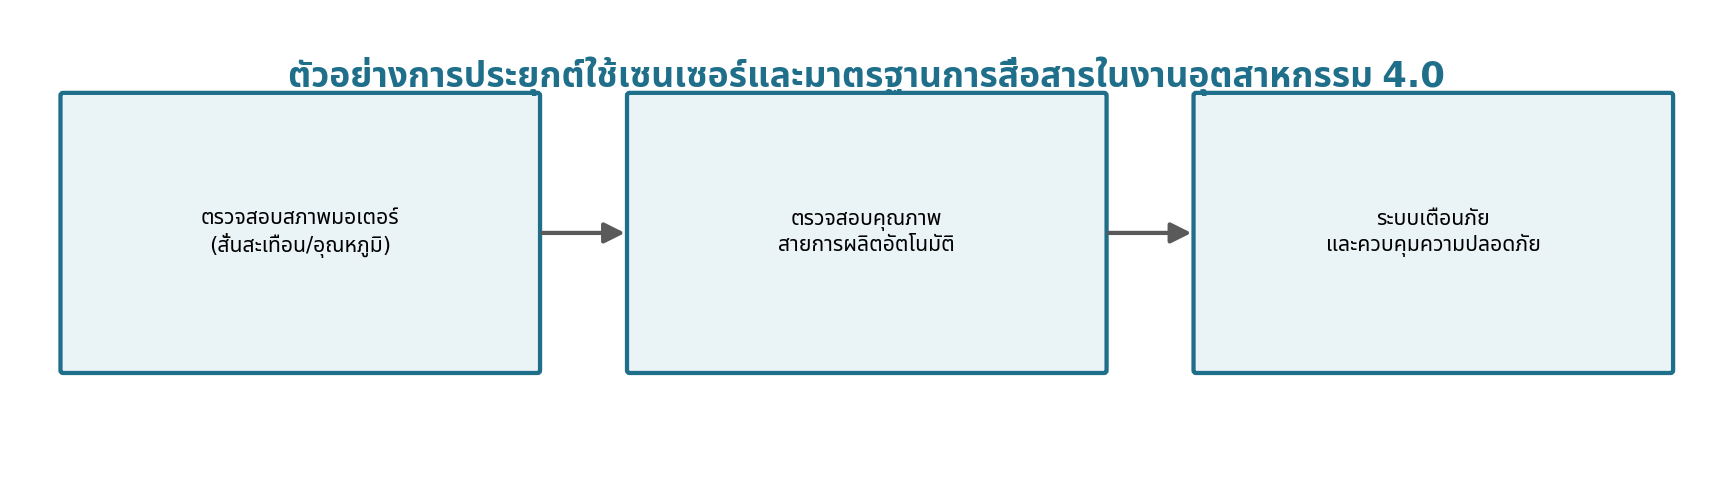 ตัวอย่างการประยุกต์ใช้เซนเซอร์และมาตรฐานการสื่อสารในงานอุตสาหกรรม 4.0
ตรวจสอบสภาพมอเตอร์
(สั่นสะเทือน/อุณหภูมิ)
ตรวจสอบคุณภาพ
สายการผลิตอัตโนมัติ
ระบบเตือนภัย
และควบคุมความปลอดภัย